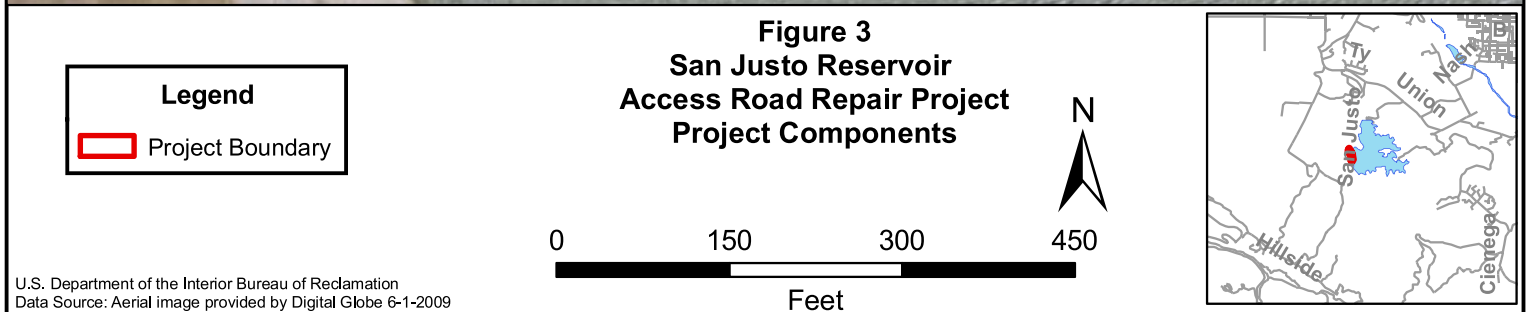 Figure 3
San Justo Reservoir
Access Road Repair Project
Project Components
Legend
Project Boundary
N
0 150 300 450
Feet
U.S. Department of the Interior Bureau of Reclamation
Data Source: Aerial image provided by Digital Globe 6-1-2009
Ty
Nash
Union
San Justo
Hillside
Cienega